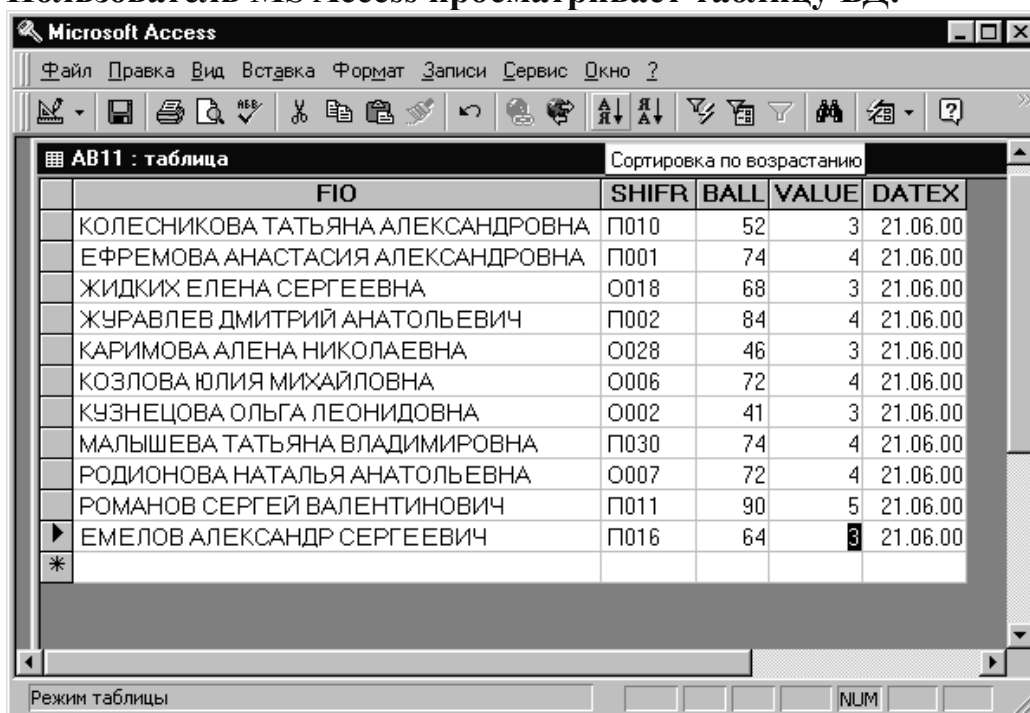 Пользователь MS Access просматривает таблицу БД.
Microsoft Access
Файл Правка Вид Вставка Формат Записи Сервис Окно ?
AB11 : таблица
Сортировка по возрастанию
FIO SHIFR BALL VALUE DATEX
КОЛЕСНИКОВА ТАТЬЯНА АЛЕКСАНДРОВНА П010 52 3 21.06.00
ЕФРЕМОВА АНАСТАСИЯ АЛЕКСАНДРОВНА П001 74 4 21.06.00
ЖИДКИХ ЕЛЕНА СЕРГЕЕВНА О018 68 3 21.06.00
ЖУРАВЛЕВ ДМИТРИЙ АНАТОЛЬЕВИЧ П002 84 4 21.06.00
КАРИМОВА АЛЕНА НИКОЛАЕВНА О028 46 3 21.06.00
КОЗЛОВА ЮЛИЯ МИХАЙЛОВНА О006 72 4 21.06.00
КУЗНЕЦОВА ОЛЬГА ЛЕОНИДОВНА О002 41 3 21.06.00
МАЛЫШЕВА ТАТЬЯНА ВЛАДИМИРОВНА П030 74 4 21.06.00
РОДИОНОВА НАТАЛЬЯ АНАТОЛЬЕВНА О007 72 4 21.06.00
РОМАНОВ СЕРГЕЙ ВАЛЕНТИНОВИЧ П011 90 5 21.06.00
ЕМЕЛОВ АЛЕКСАНДР СЕРГЕЕВИЧ П016 64 3 21.06.00
Режим таблицы NUM